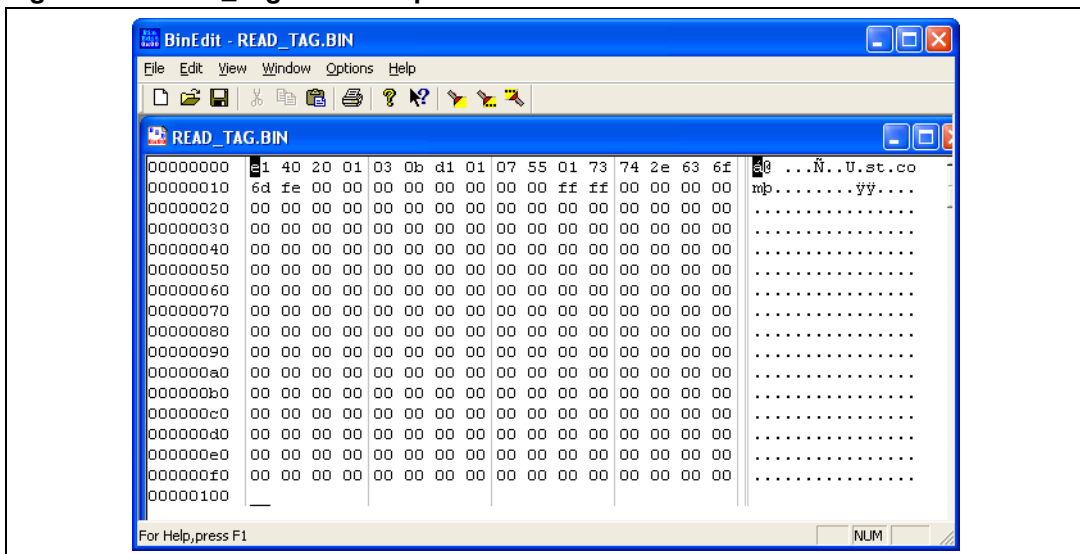 BinEdit - READ_TAG.BIN
File Edit View Window Options Help
READ_TAG.BIN
00000000 e1 40 20 01 03 0b d1 01 07 55 01 73 74 2e 63 6f á@ ...Ñ..U.st.co
00000010 6d fe 00 00 00 00 00 00 00 00 ff ff 00 00 00 00 mþ........ÿÿ....
00000020 00 00 00 00 00 00 00 00 00 00 00 00 00 00 00 00 ................
00000030 00 00 00 00 00 00 00 00 00 00 00 00 00 00 00 00 ................
00000040 00 00 00 00 00 00 00 00 00 00 00 00 00 00 00 00 ................
00000050 00 00 00 00 00 00 00 00 00 00 00 00 00 00 00 00 ................
00000060 00 00 00 00 00 00 00 00 00 00 00 00 00 00 00 00 ................
00000070 00 00 00 00 00 00 00 00 00 00 00 00 00 00 00 00 ................
00000080 00 00 00 00 00 00 00 00 00 00 00 00 00 00 00 00 ................
00000090 00 00 00 00 00 00 00 00 00 00 00 00 00 00 00 00 ................
000000a0 00 00 00 00 00 00 00 00 00 00 00 00 00 00 00 00 ................
000000b0 00 00 00 00 00 00 00 00 00 00 00 00 00 00 00 00 ................
000000c0 00 00 00 00 00 00 00 00 00 00 00 00 00 00 00 00 ................
000000d0 00 00 00 00 00 00 00 00 00 00 00 00 00 00 00 00 ................
000000e0 00 00 00 00 00 00 00 00 00 00 00 00 00 00 00 00 ................
000000f0 00 00 00 00 00 00 00 00 00 00 00 00 00 00 00 00 ................
00000100
For Help,press F1 NUM